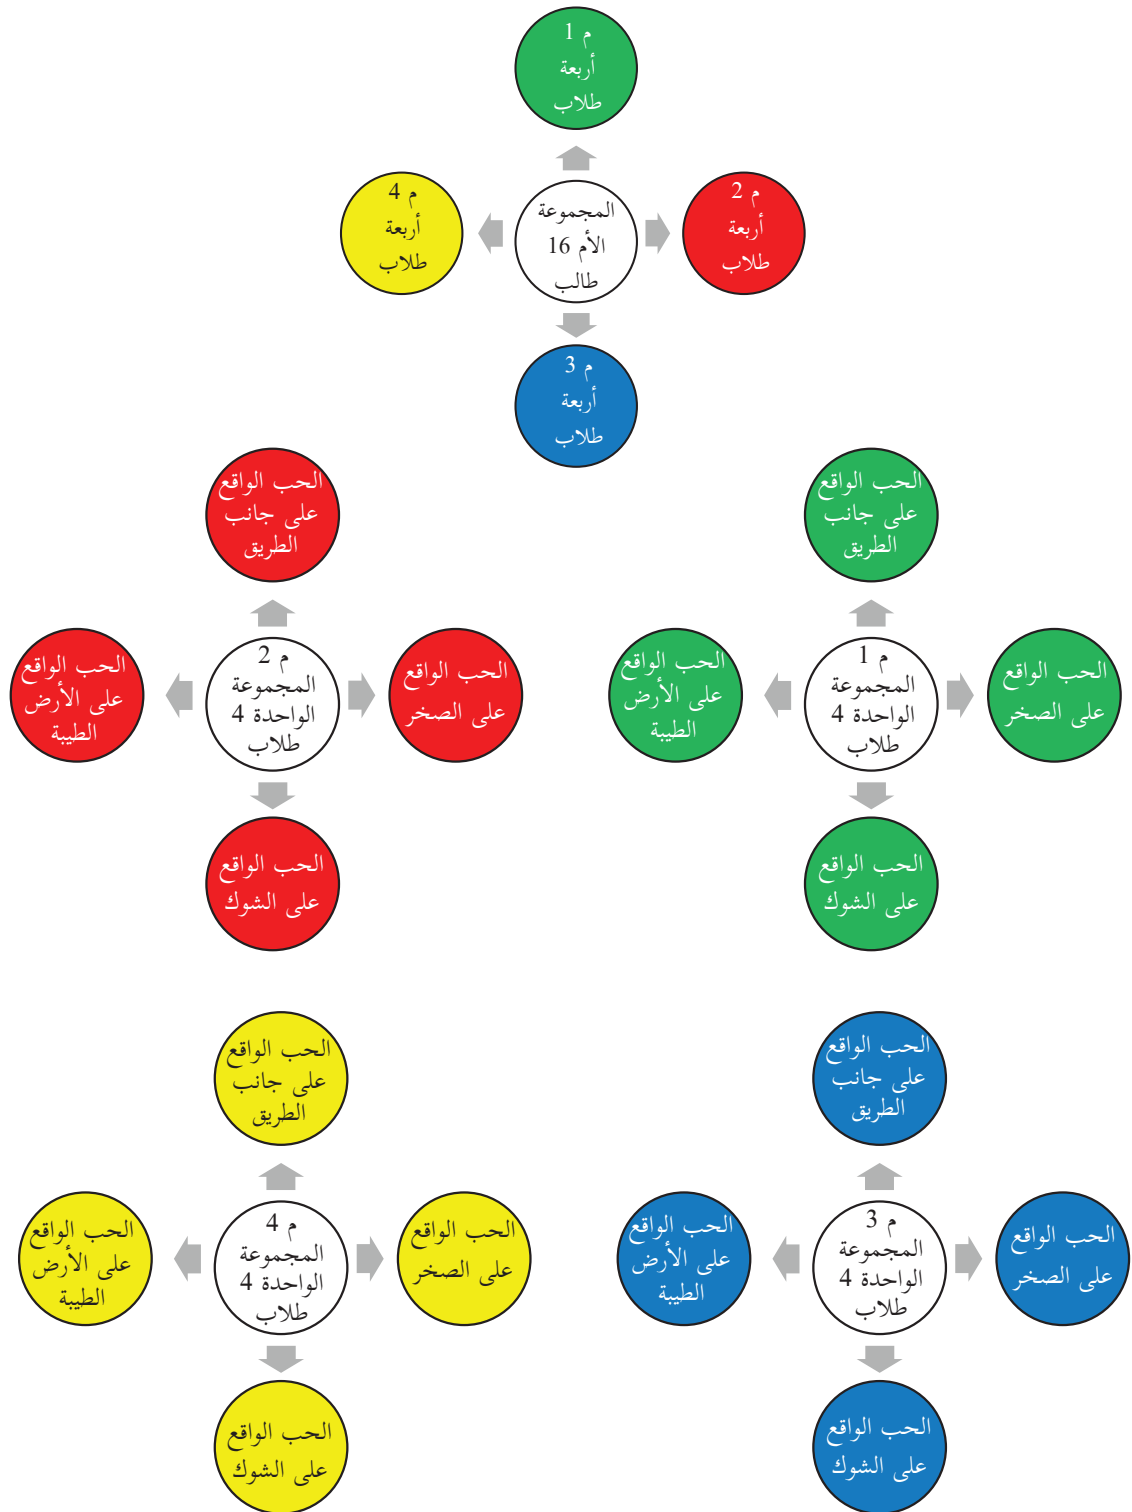 م 1
أربعة
طلاب
م 2
أربعة
طلاب
المجموعة
الأم 16
طالب
م 4
أربعة
طلاب
م 3
أربعة
طلاب
الحب الواقع
على جانب
الطريق
الحب الواقع
على الصخر
م 1
المجموعة
الواحدة 4
طلاب
الحب الواقع
على الأرض
الطيبة
الحب الواقع
على الشوك
الحب الواقع
على جانب
الطريق
الحب الواقع
على الصخر
م 2
المجموعة
الواحدة 4
طلاب
الحب الواقع
على الأرض
الطيبة
الحب الواقع
على الشوك
الحب الواقع
على جانب
الطريق
الحب الواقع
على الصخر
م 3
المجموعة
الواحدة 4
طلاب
الحب الواقع
على الأرض
الطيبة
الحب الواقع
على الشوك
الحب الواقع
على جانب
الطريق
الحب الواقع
على الصخر
م 4
المجموعة
الواحدة 4
طلاب
الحب الواقع
على الأرض
الطيبة
الحب الواقع
على الشوك